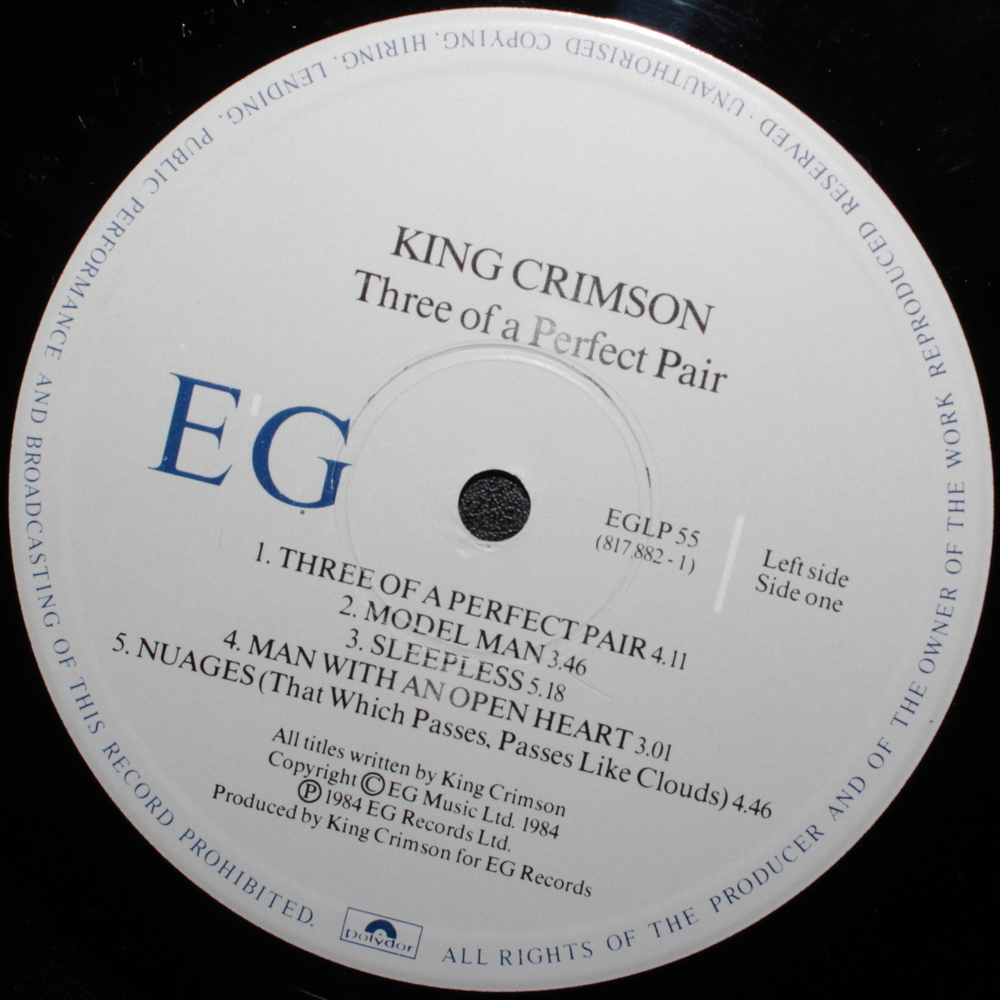 KING CRIMSON
Three of a Perfect Pair
EG
EGLP 55
(817 882 - 1)
Left side
Side one
1. THREE OF A PERFECT PAIR 4.11
2. MODEL MAN 3.46
3. SLEEPLESS 5.18
4. MAN WITH AN OPEN HEART 3.01
5. NUAGES (That Which Passes, Passes Like Clouds) 4.46
All titles written by King Crimson
Copyright © EG Music Ltd. 1984
℗ 1984 EG Records Ltd.
Produced by King Crimson for EG Records
polydor
ALL RIGHTS OF THE PRODUCER AND OF THE OWNER OF THE WORK REPRODUCED RESERVED · UNAUTHORISED COPYING, HIRING, LENDING, PUBLIC PERFORMANCE AND BROADCASTING OF THIS RECORD PROHIBITED.